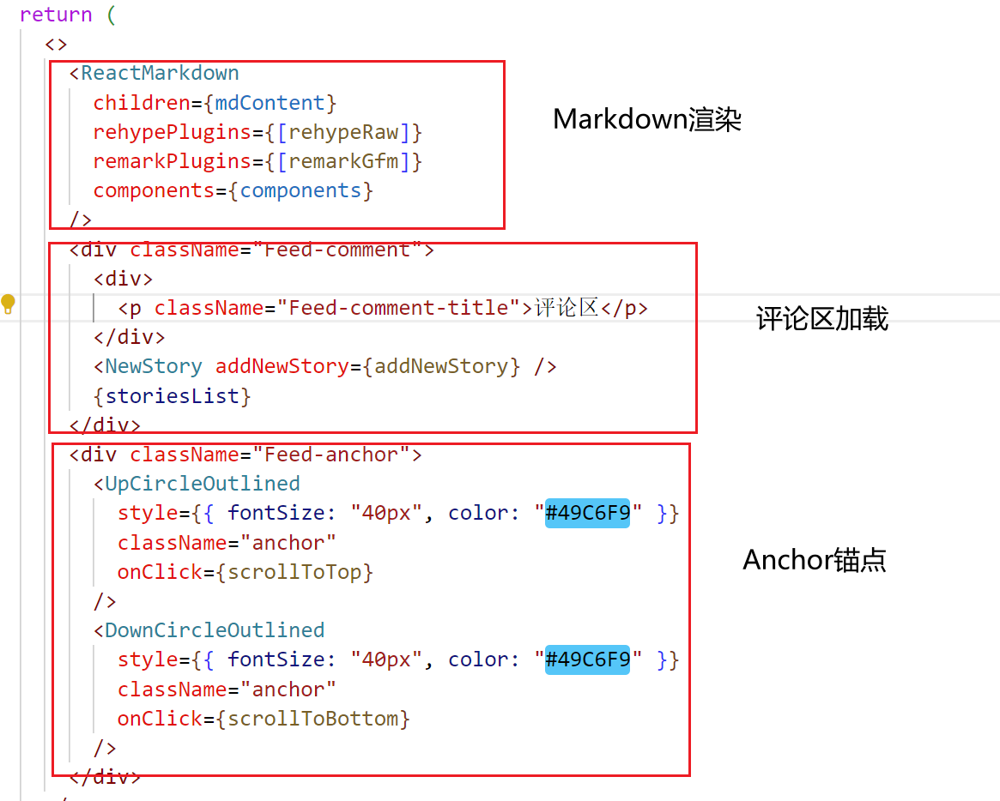 return (
<>
<ReactMarkdown
children={mdContent}
Markdown渲染
rehypePlugins={[rehypeRaw]}
remarkPlugins={[remarkGfm]}
components={components}
/>
<div className="Feed-comment">
<div>
<p className="Feed-comment-title">评论区</p>
评论区加载
</div>
<NewStory addNewStory={addNewStory} />
{storiesList}
</div>
<div className="Feed-anchor">
<UpCircleOutlined
style={{ fontSize: "40px", color: "#49C6F9" }}
className="anchor"
Anchor锚点
onClick={scrollToTop}
/>
<DownCircleOutlined
style={{ fontSize: "40px", color: "#49C6F9" }}
className="anchor"
onClick={scrollToBottom}
/>
</div>